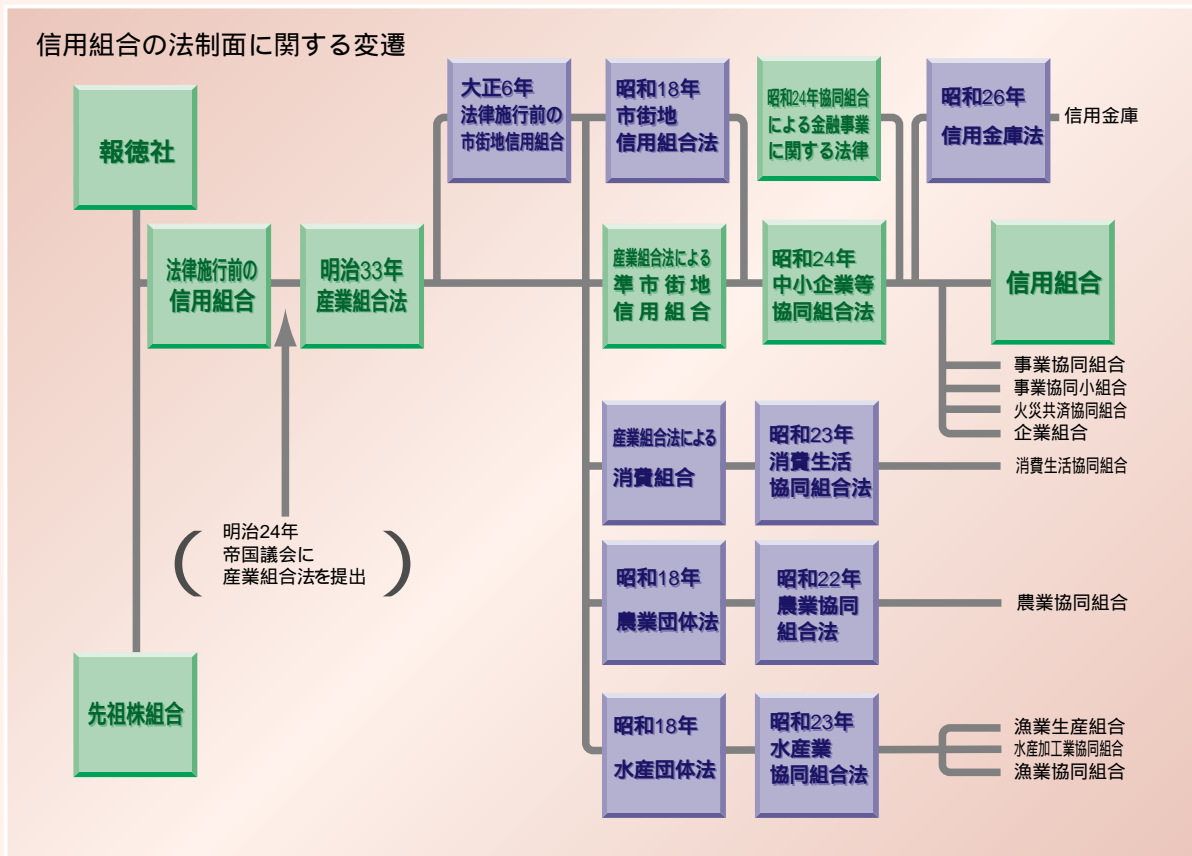 信用組合の法制面に関する変遷
報徳社
先祖株組合
法律施行前の
信用組合
明治24年
帝国議会に
産業組合法を提出
明治33年
産業組合法
大正6年
法律施行前の
市街地信用組合
昭和18年
市街地
信用組合法
昭和24年協同組合
による金融事業
に関する法律
昭和26年
信用金庫法
信用金庫
産業組合法による
準市街地
信用組合
昭和24年
中小企業等
協同組合法
信用組合
事業協同組合
事業協同小組合
火災共済協同組合
企業組合
産業組合法による
消費組合
昭和23年
消費生活
協同組合法
消費生活協同組合
昭和18年
農業団体法
昭和22年
農業協同
組合法
農業協同組合
昭和18年
水産団体法
昭和23年
水産業
協同組合法
漁業生産組合
水産加工業協同組合
漁業協同組合